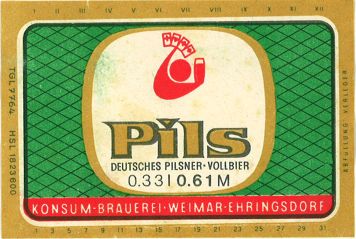 I II III IV V VI VII VIII IX X XI XII
TGL 7764 HSL 1823600
Pils
DEUTSCHES PILSNER · VOLLBIER
0.33 l 0.61 M
KONSUM-BRAUEREI · WEIMAR-EHRINGSDORF
ABFÜLLUNG · VERLEGER
1 3 5 7 9 11 13 15 17 19 21 23 25 27 29 31